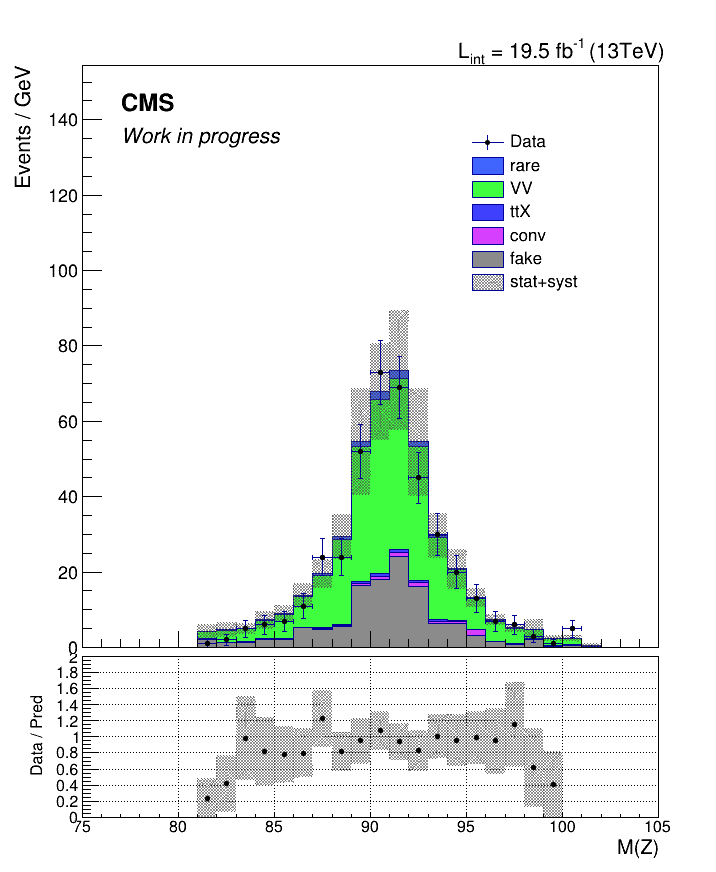 L_int = 19.5 fb^-1 (13TeV)
Events / GeV
CMS
Work in progress
140
120
100
80
60
40
20
0
Data
rare
VV
ttX
conv
fake
stat+syst
Data / Pred
2
1.8
1.6
1.4
1.2
1
0.8
0.6
0.4
0.2
0
75 80 85 90 95 100 105
M(Z)